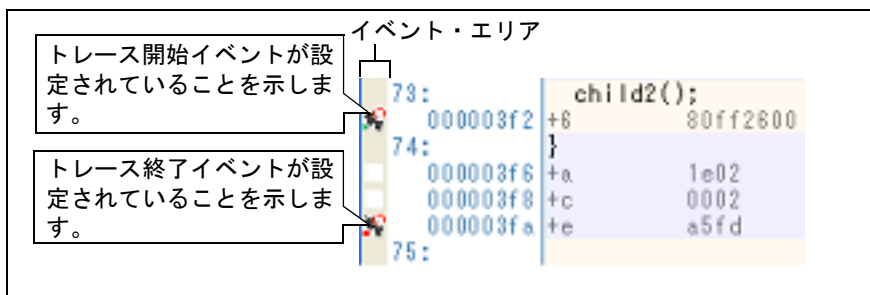 イベント・エリア
トレース開始イベントが設
定されていることを示しま
す。
トレース終了イベントが設
定されていることを示しま
す。
73: child2();
000003f2 +6 80ff2600
74: }
000003f6 +a 1e02
000003f8 +c 0002
000003fa +e a5fd
75: